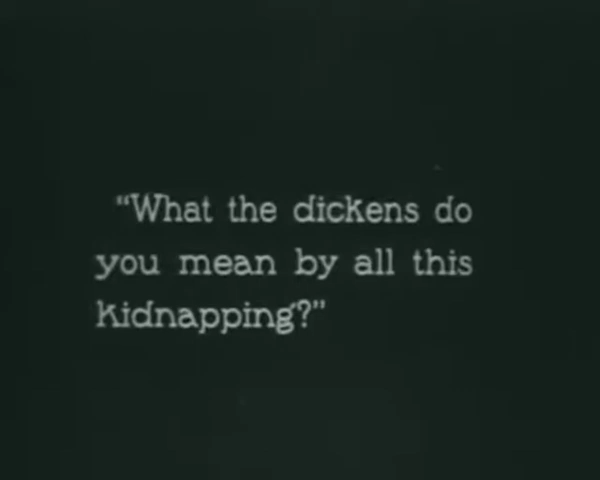 "What the dickens do
you mean by all this
kidnapping?"